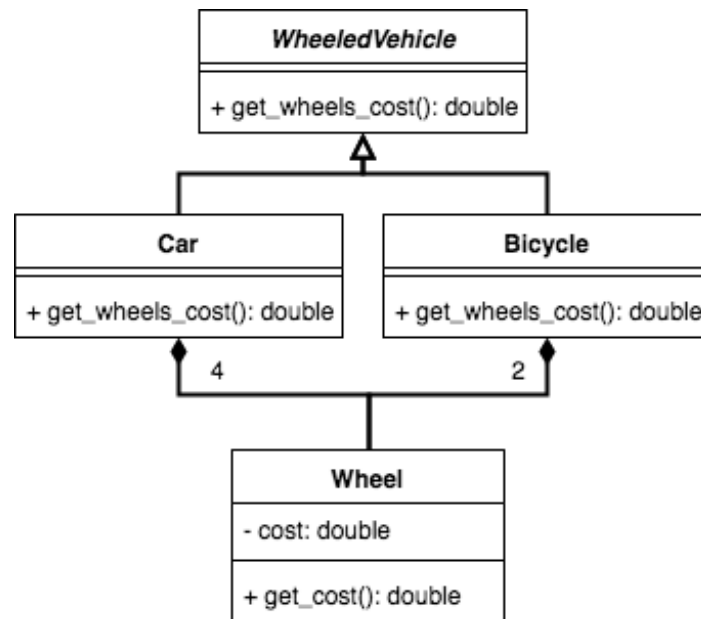 WheeledVehicle
+ get_wheels_cost(): double
Car
Bicycle
+ get_wheels_cost(): double
+ get_wheels_cost(): double
4
2
Wheel
- cost: double
+ get_cost(): double